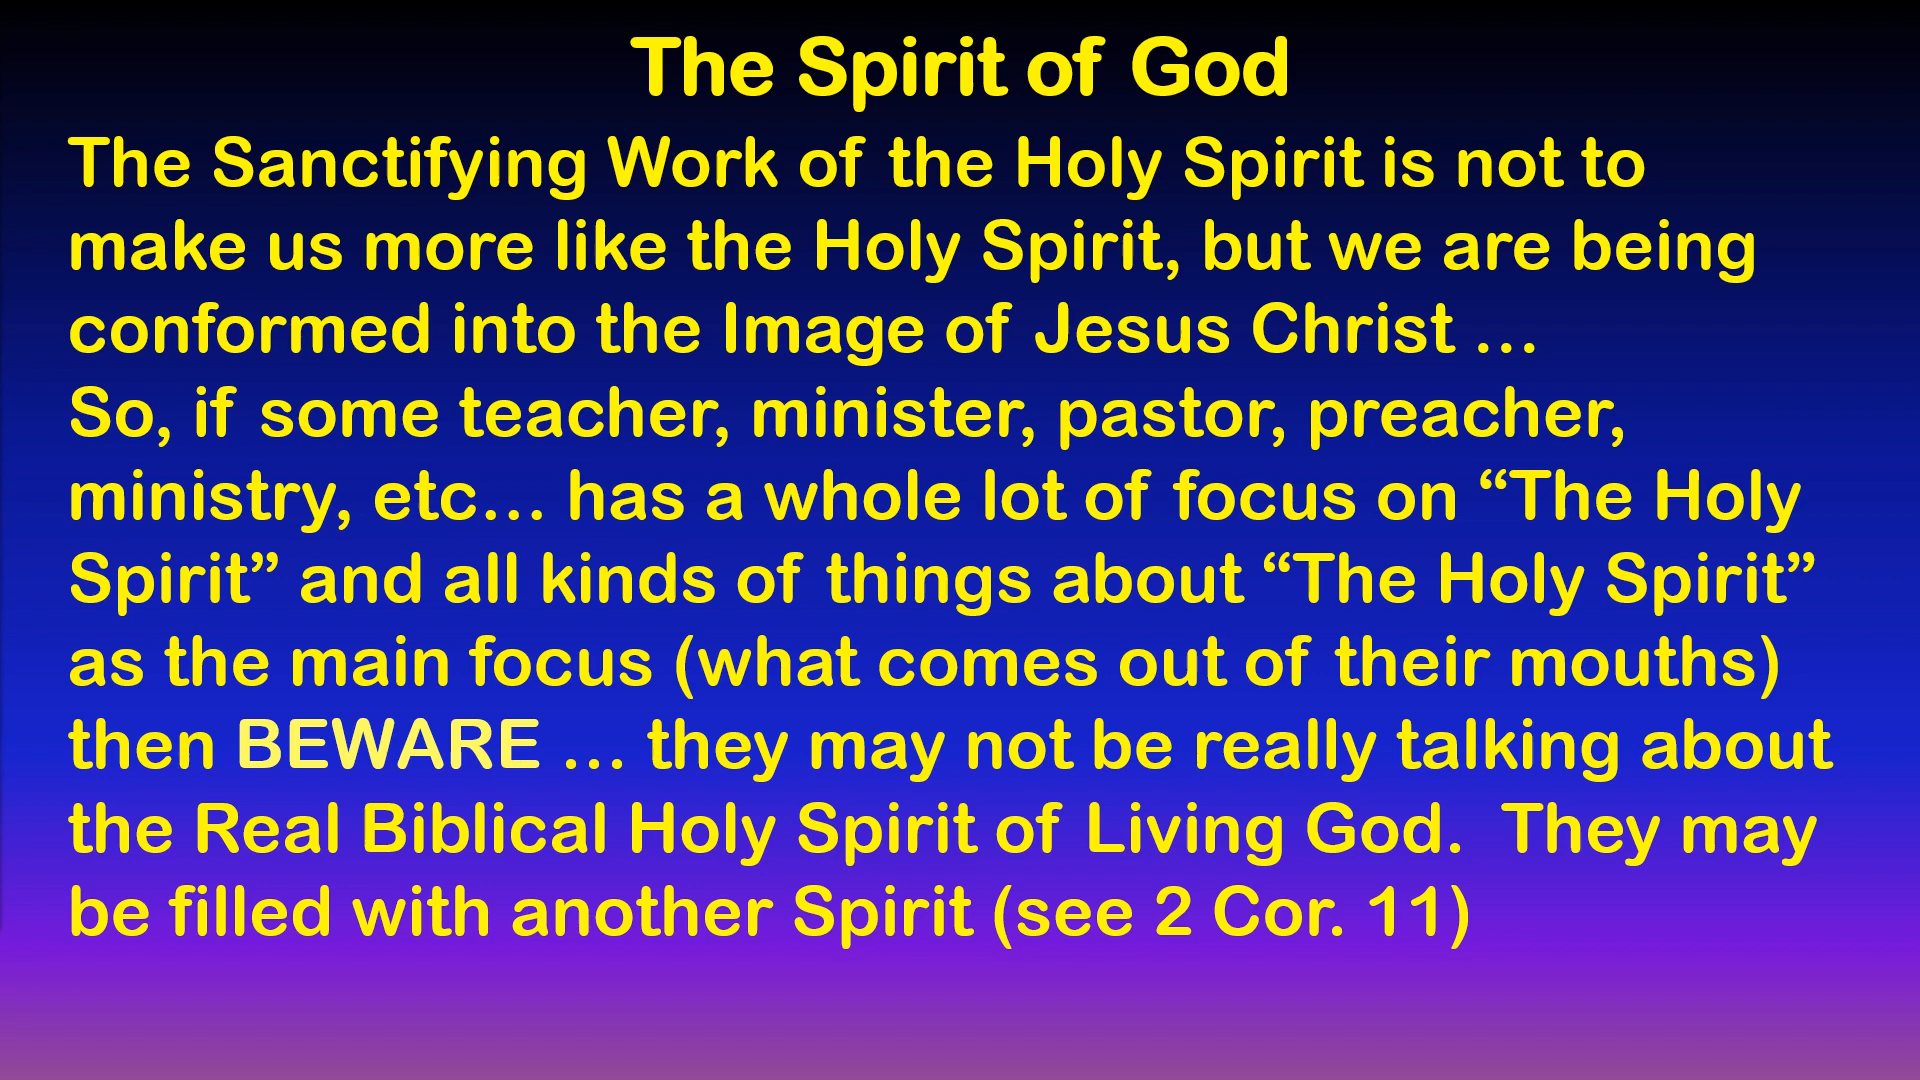 The Spirit of God
The Sanctifying Work of the Holy Spirit is not to
make us more like the Holy Spirit, but we are being
conformed into the Image of Jesus Christ …
So, if some teacher, minister, pastor, preacher,
ministry, etc… has a whole lot of focus on “The Holy
Spirit” and all kinds of things about “The Holy Spirit”
as the main focus (what comes out of their mouths)
then BEWARE … they may not be really talking about
the Real Biblical Holy Spirit of Living God.  They may
be filled with another Spirit (see 2 Cor. 11)